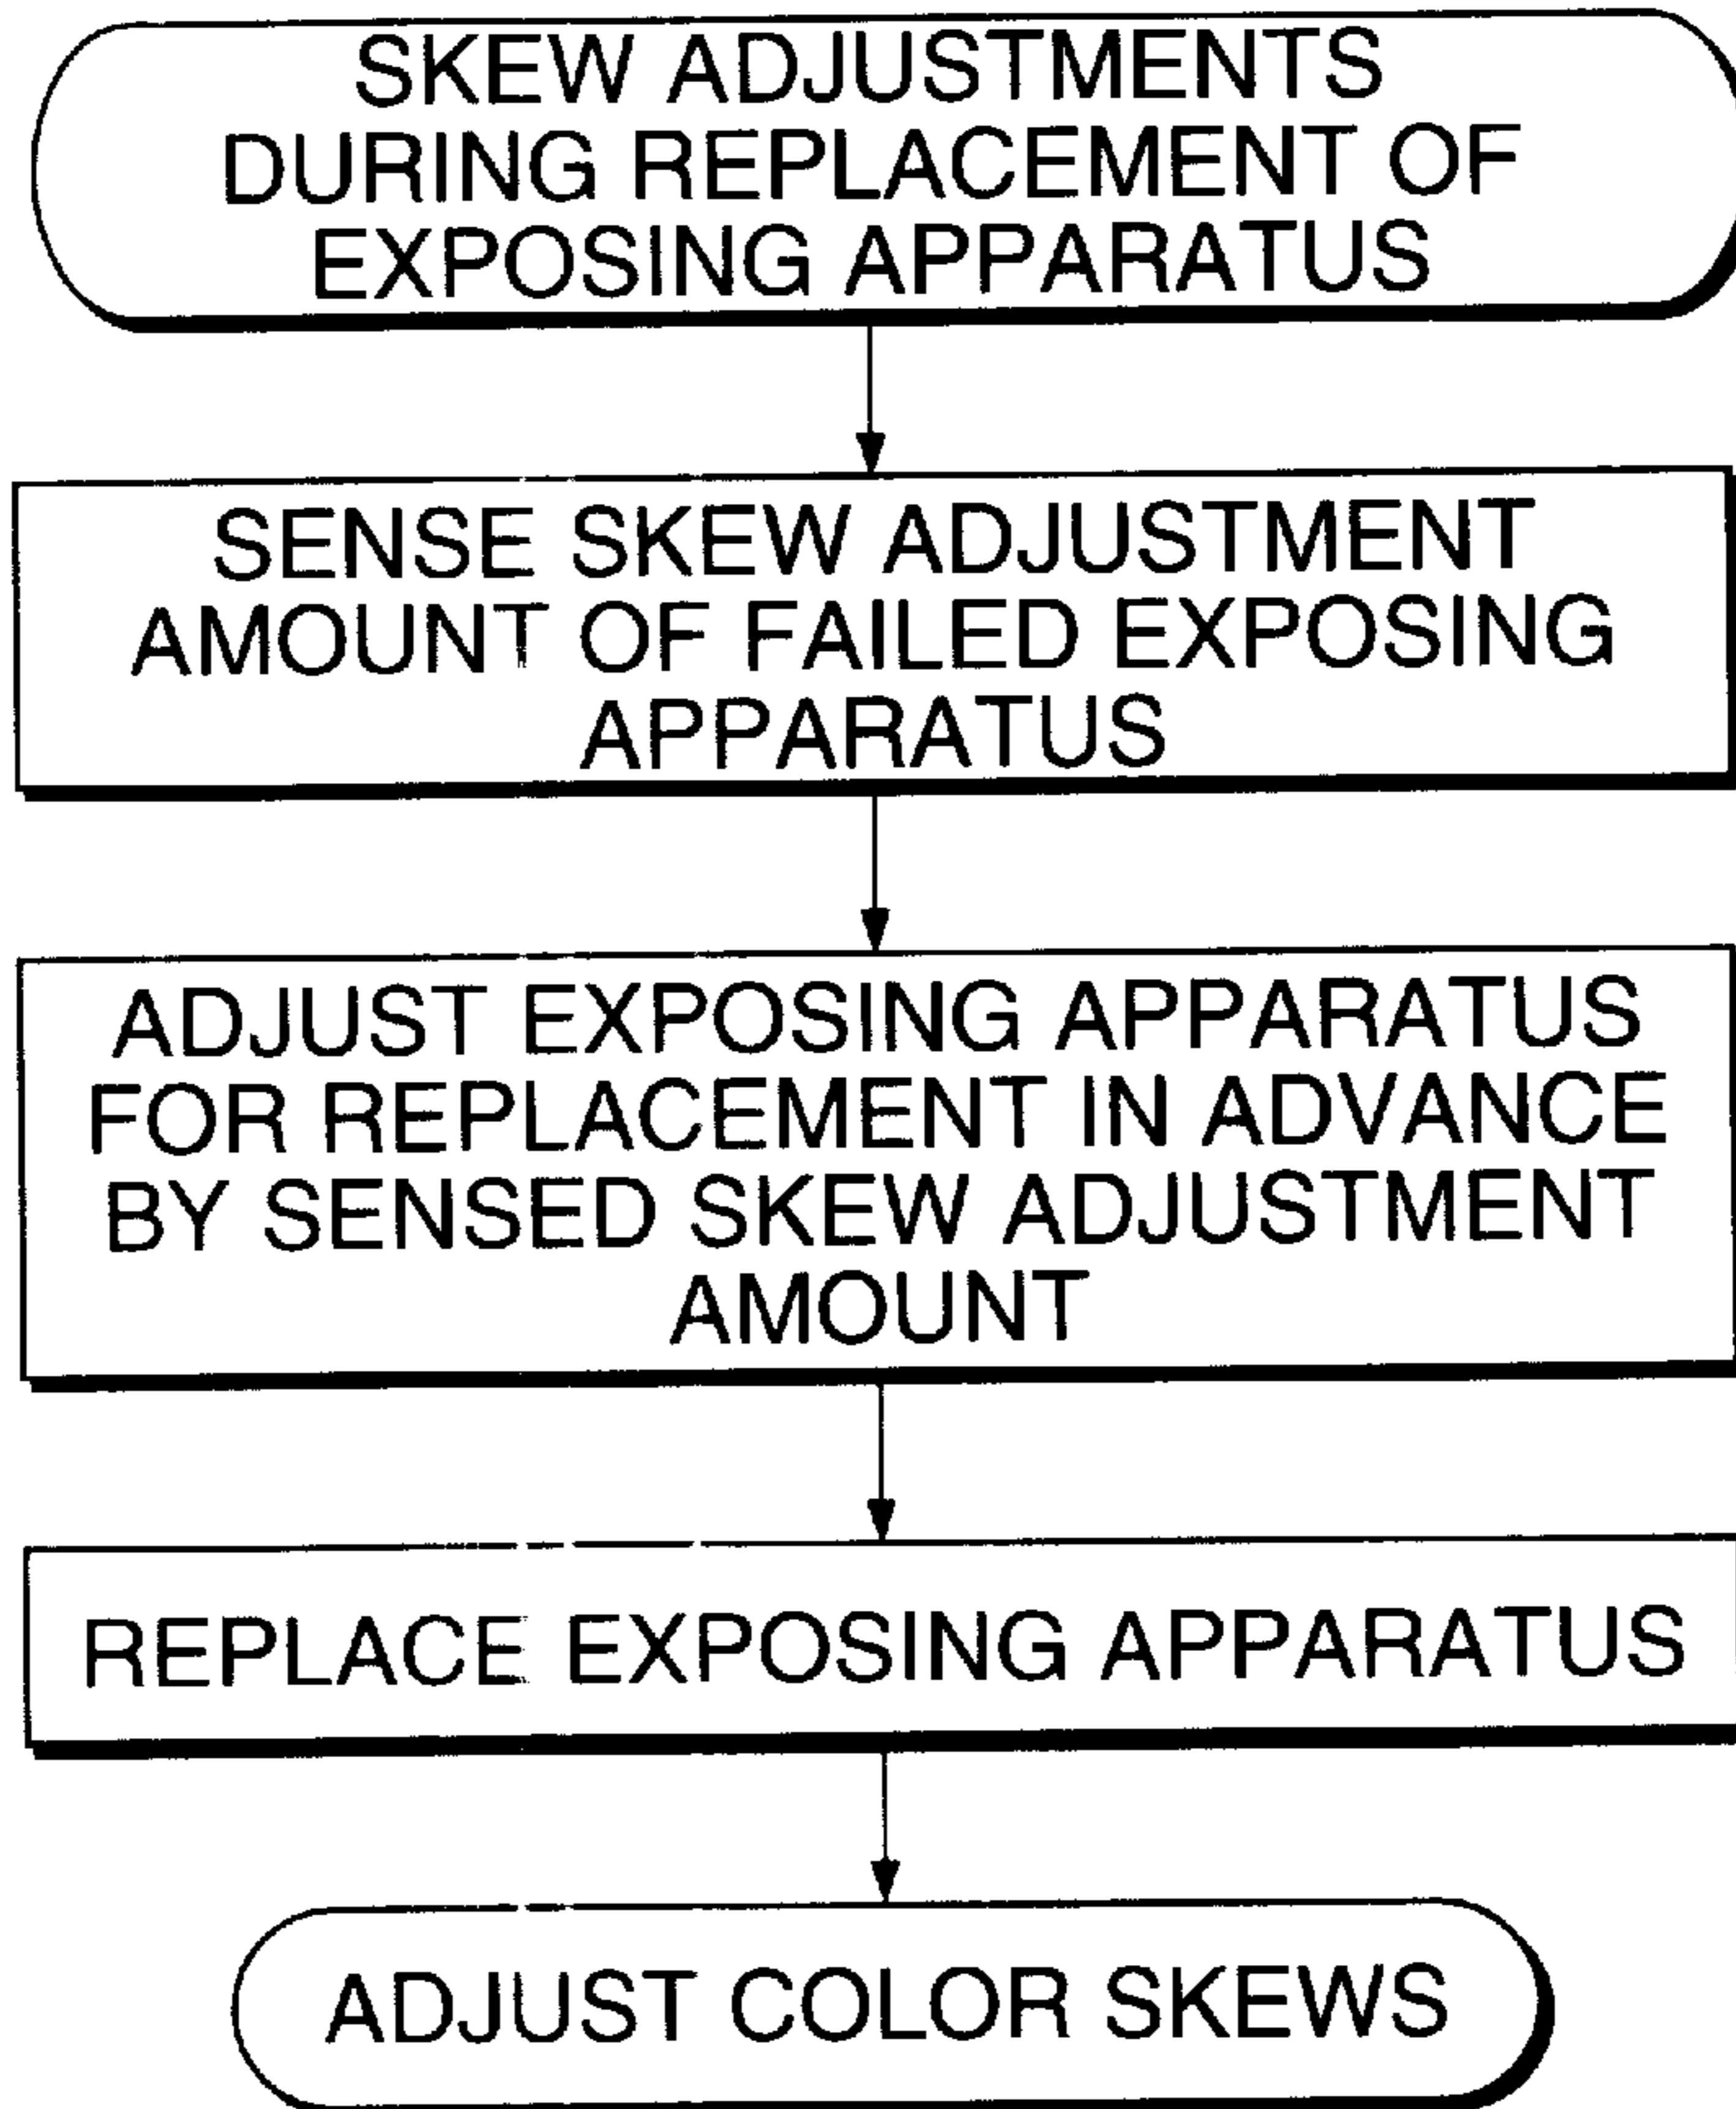 SKEW ADJUSTMENTS
DURING REPLACEMENT OF
EXPOSING APPARATUS
SENSE SKEW ADJUSTMENT
AMOUNT OF FAILED EXPOSING
APPARATUS
ADJUST EXPOSING APPARATUS
FOR REPLACEMENT IN ADVANCE
BY SENSED SKEW ADJUSTMENT
AMOUNT
REPLACE EXPOSING APPARATUS
ADJUST COLOR SKEWS